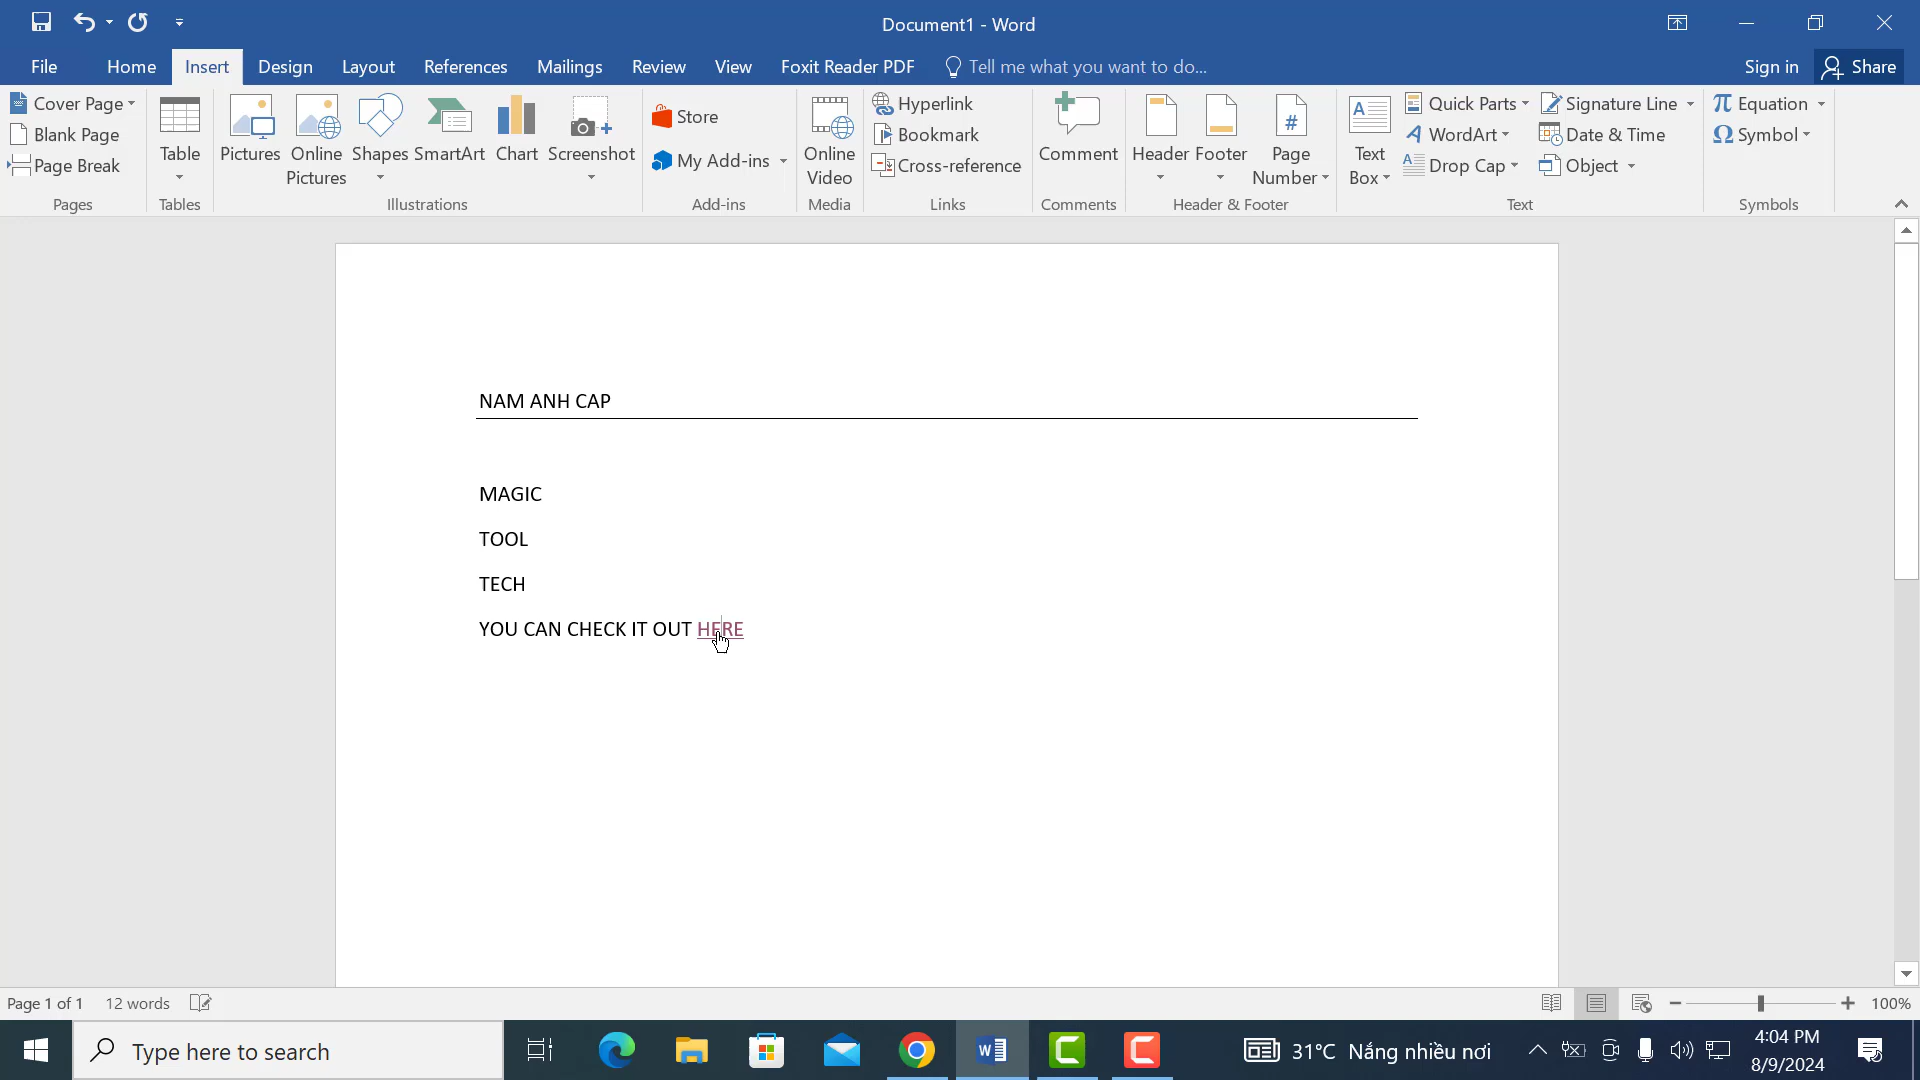 Document1 - Word
File Home Insert Design Layout References Mailings Review View Foxit Reader PDF Tell me what you want to do... Sign in Share
Cover Page
Blank Page
Page Break
Pages
Table
Tables
Pictures
Online Pictures
Shapes
SmartArt
Chart
Screenshot
Illustrations
Store
My Add-ins
Add-ins
Online Video
Media
Hyperlink
Bookmark
Cross-reference
Links
Comment
Comments
Header
Footer
Page Number
#
Header & Footer
Text Box
Quick Parts
WordArt
Drop Cap
Signature Line
Date & Time
Object
Text
Equation
Symbol
Symbols
NAM ANH CAP
MAGIC
TOOL
TECH
YOU CAN CHECK IT OUT HERE
Page 1 of 1 12 words 100%
Type here to search
31°C Nắng nhiều nơi
4:04 PM
8/9/2024